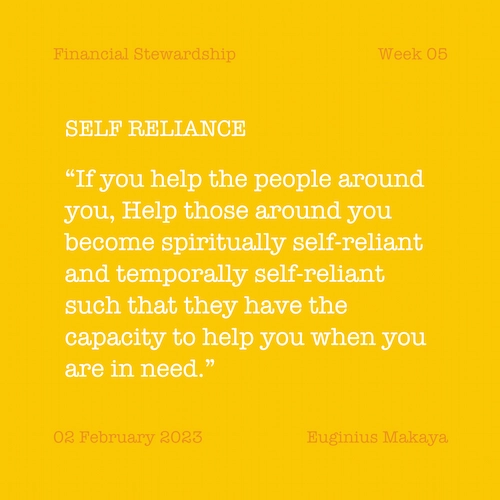 Financial Stewardship
Week 05
SELF RELIANCE
“If you help the people around
you, Help those around you
become spiritually self-reliant
and temporally self-reliant
such that they have the
capacity to help you when you
are in need.”
02 February 2023
Euginius Makaya